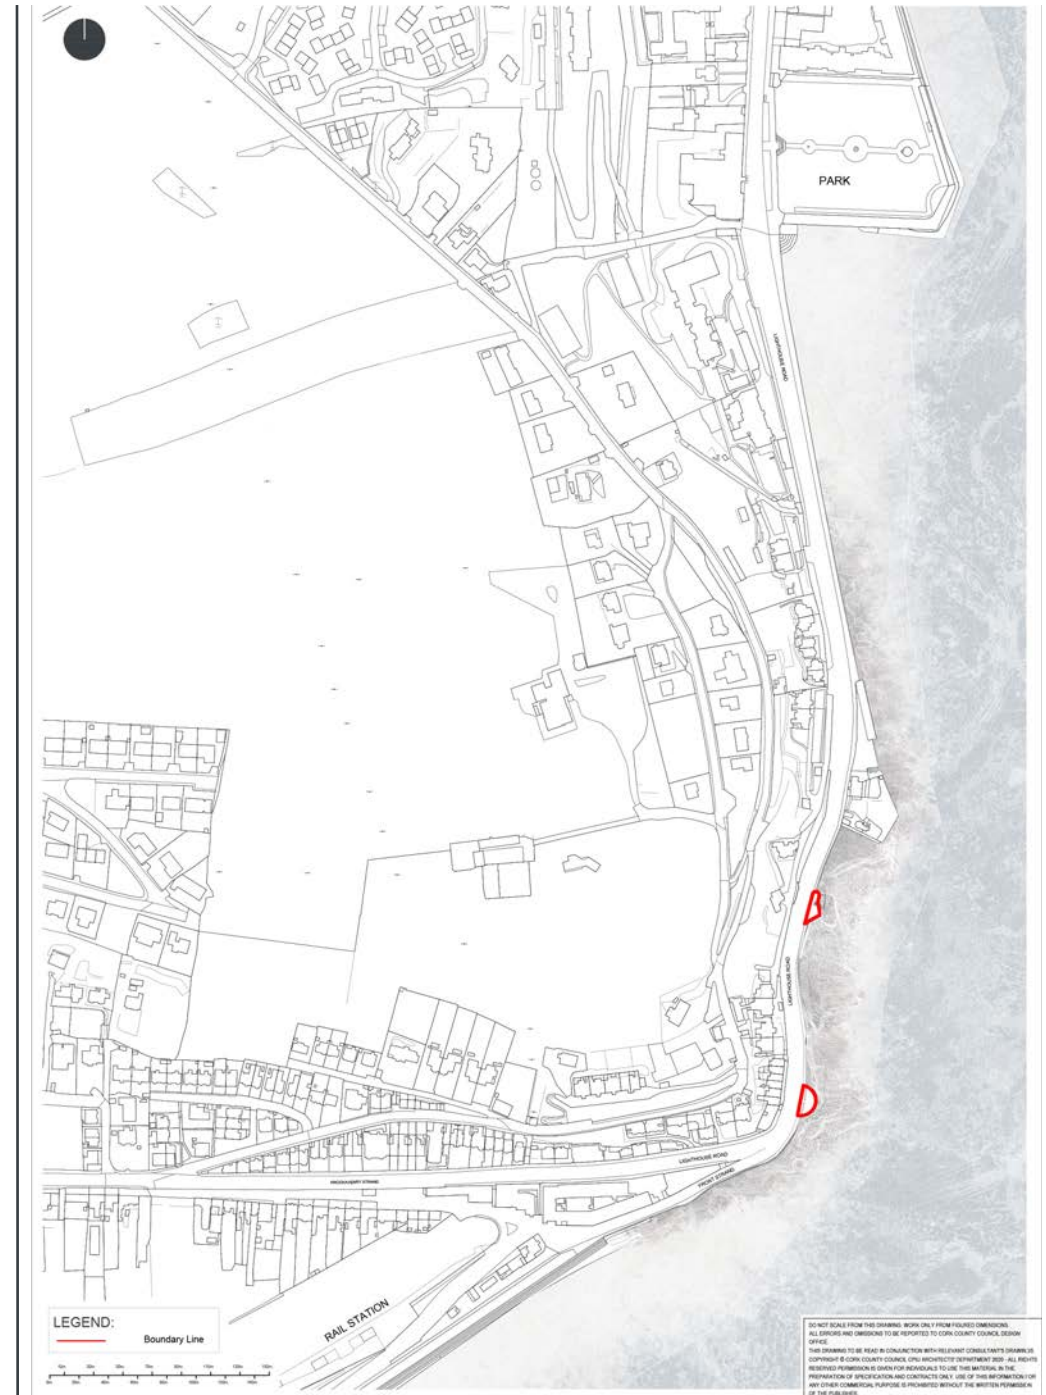 PARK
LIGHTHOUSE ROAD
LIGHTHOUSE ROAD
LIGHTHOUSE ROAD
FRONT STRAND
STRAND
RAIL STATION
LEGEND:
Boundary Line
DO NOT SCALE FROM THIS DRAWING. WORK ONLY FROM FIGURED DIMENSIONS.
ALL ERRORS AND OMISSIONS TO BE REPORTED TO CORK COUNTY COUNCIL DESIGN
OFFICE.
THIS DRAWING TO BE READ IN CONJUNCTION WITH RELEVANT CONSULTANT'S DRAWINGS
COPYRIGHT © CORK COUNTY COUNCIL CPIU ARCHITECTS' DEPARTMENT 2020 - ALL RIGHTS
RESERVED PERMISSION IS GIVEN FOR INDIVIDUALS TO USE THIS MATERIAL IN THE
PREPARATION OF SPECIFICATION AND CONTRACTS ONLY. USE OF THIS INFORMATION FOR
ANY OTHER COMMERCIAL PURPOSE IS PROHIBITED WITHOUT THE WRITTEN PERMISSION
OF THE PUBLISHER